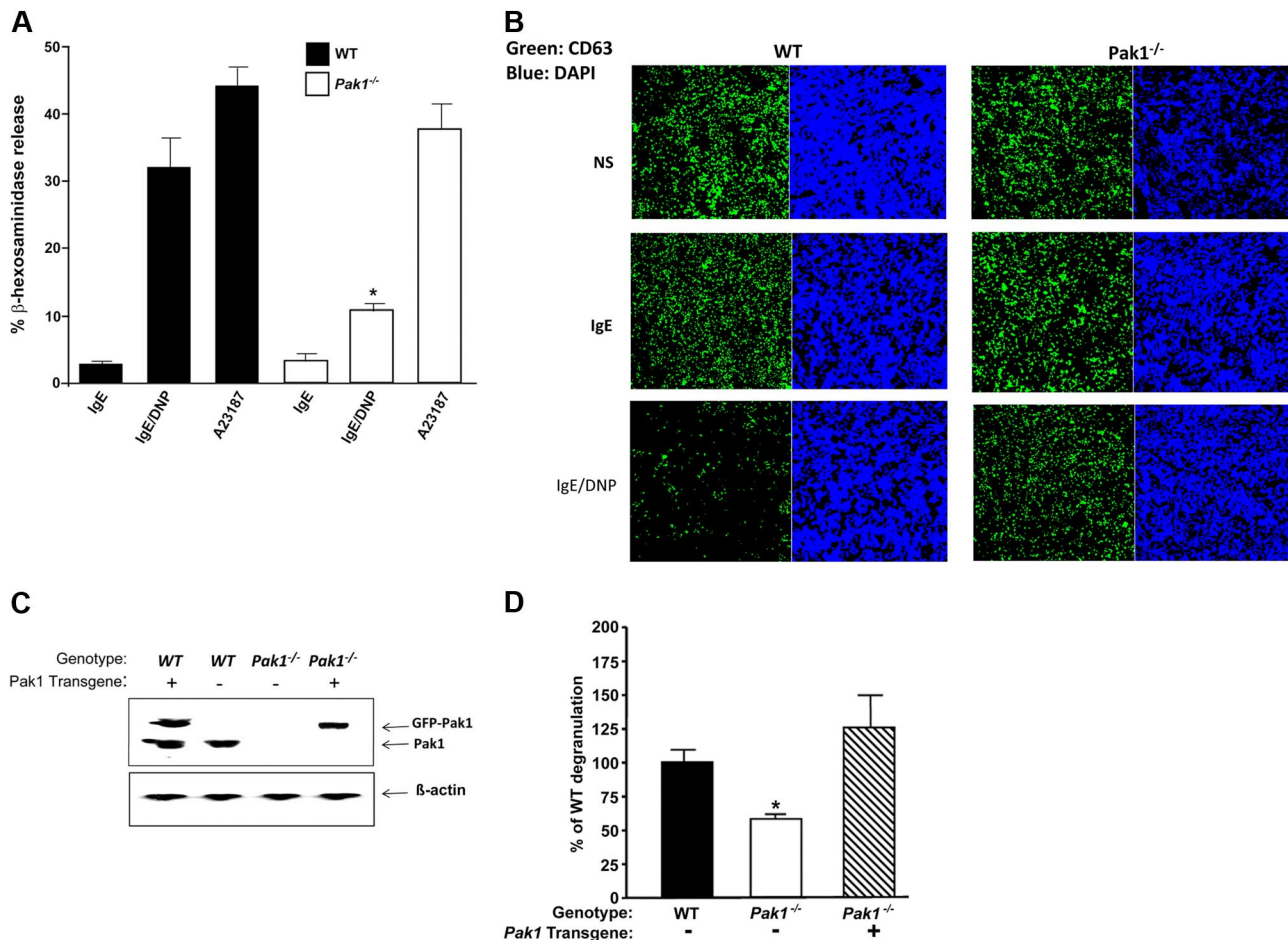 A
% β-hexosaminidase release
50
40
30
20
10
0
WT
Pak1-/-
*
IgE
IgE/DNP
A23187
IgE
IgE/DNP
A23187
B
Green: CD63
Blue: DAPI
WT
Pak1-/-
NS
IgE
IgE/DNP
C
Genotype: WT WT Pak1-/- Pak1-/-
Pak1 Transgene: + - - +
GFP-Pak1
Pak1
ß-actin
D
% of WT degranulation
200
175
150
125
100
75
50
25
0
*
Genotype: WT Pak1-/- Pak1-/-
Pak1 Transgene: - - +